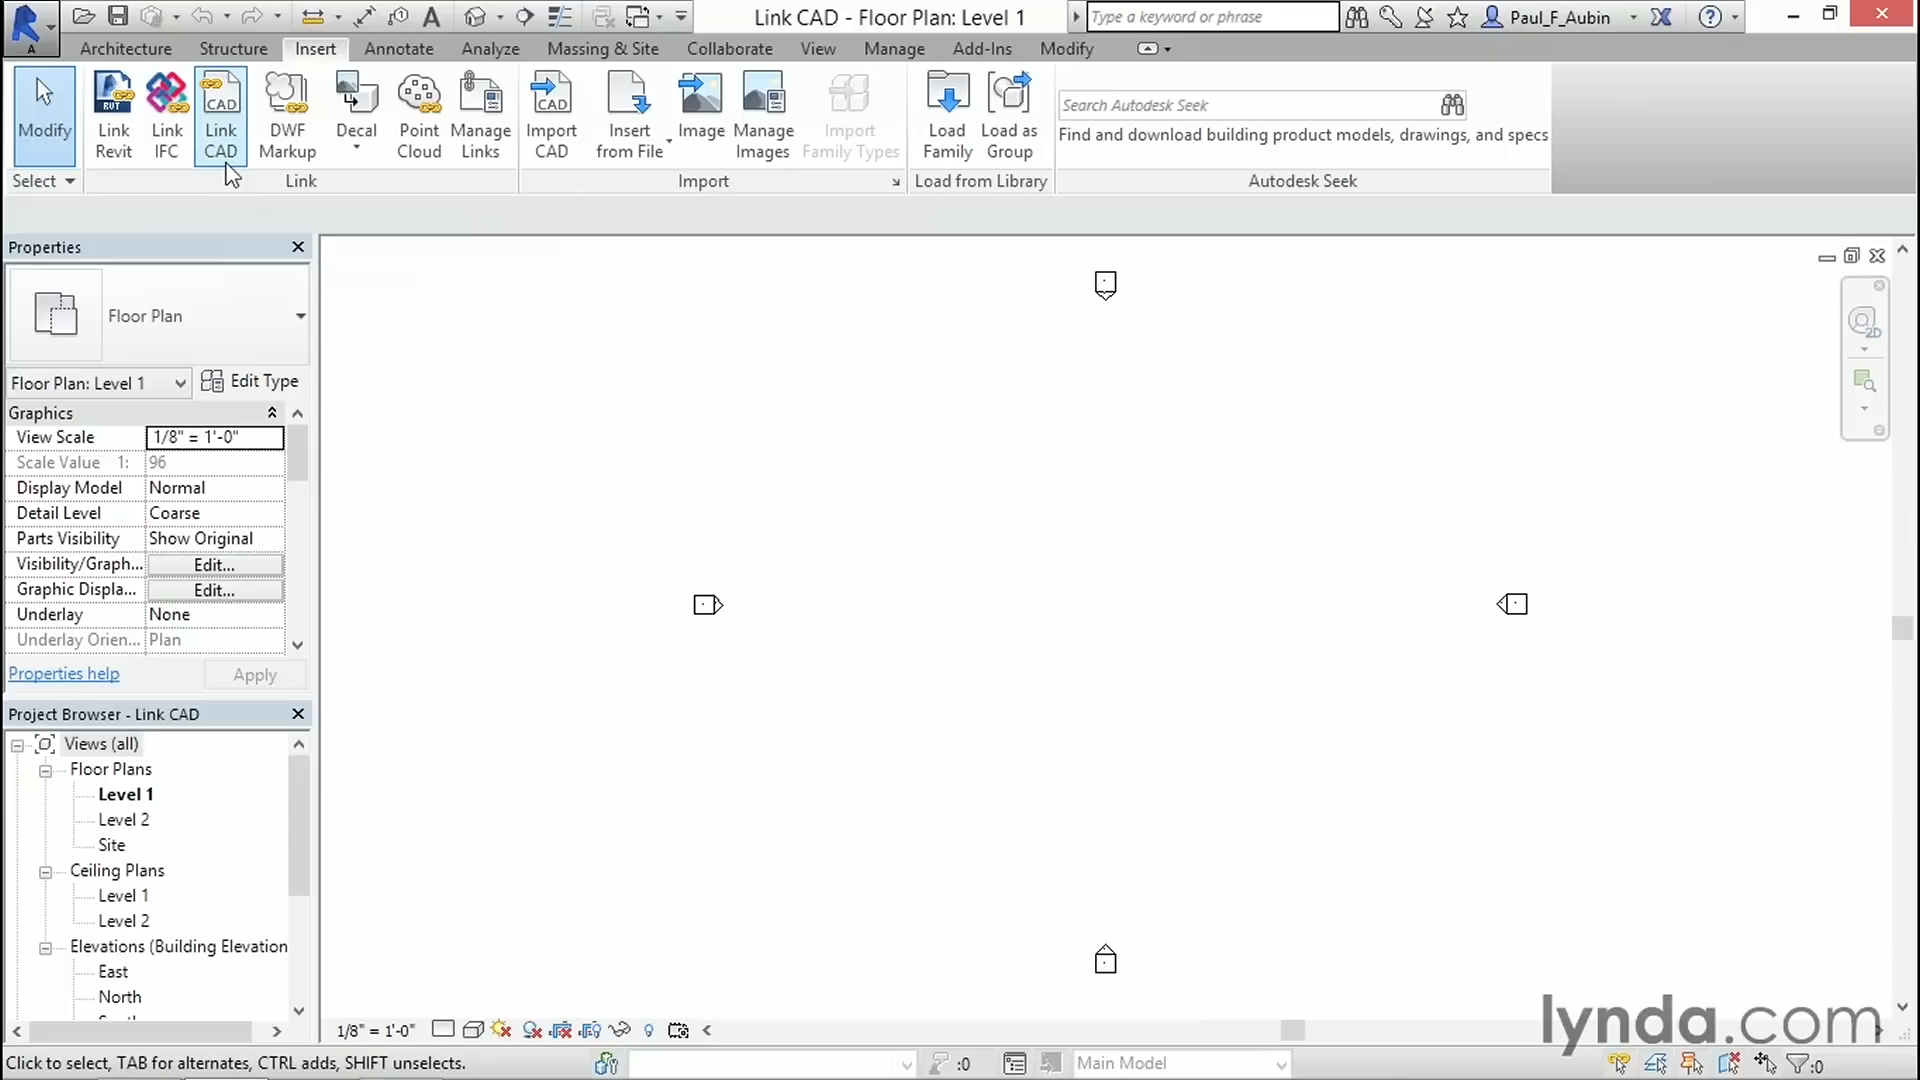 Link CAD - Floor Plan: Level 1
Type a keyword or phrase
Paul_F_Aubin
Architecture Structure Insert Annotate Analyze Massing & Site Collaborate View Manage Add-Ins Modify
Modify
Link Revit
Link IFC
Link CAD
DWF Markup
Decal
Point Cloud
Manage Links
Import CAD
Insert from File
Image
Manage Images
Import Family Types
Load Family
Load as Group
Search Autodesk Seek
Find and download building product models, drawings, and specs
Select Link Import Load from Library Autodesk Seek
Properties
Floor Plan
Floor Plan: Level 1 Edit Type
Graphics
View Scale 1/8" = 1'-0"
Scale Value 1: 96
Display Model Normal
Detail Level Coarse
Parts Visibility Show Original
Visibility/Graph... Edit...
Graphic Displa... Edit...
Underlay None
Underlay Orien... Plan
Properties help Apply
Project Browser - Link CAD
Views (all)
Floor Plans
Level 1
Level 2
Site
Ceiling Plans
Level 1
Level 2
Elevations (Building Elevation
East
North
1/8" = 1'-0"
Click to select, TAB for alternates, CTRL adds, SHIFT unselects.
:0
Main Model
:0
2D
lynda.com